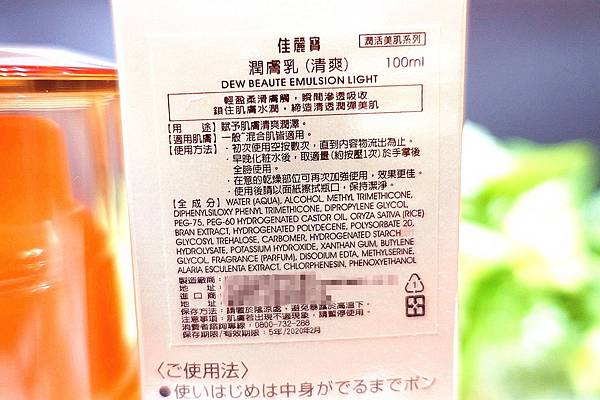 佳麗寶
潤活美肌系列
潤膚乳(清爽) 100ml
DEW BEAUTE EMULSION LIGHT
輕盈柔滑膚觸，瞬間滲透吸收
鎖住肌膚水潤，締造清透潤彈美肌
【用　途】賦予肌膚清爽潤澤。
【適用肌膚】一般~混合肌皆適用。
【使用方法】·初次使用空按數次，直到內容物流出為止。
·早晚化粧水後，取適量(約按壓1次)於手掌後
全臉使用。
·在意的乾燥部位可再次加強使用，效果更佳。
·使用後請以面紙擦拭瓶口，保持潔淨。
【全成分】WATER (AQUA), ALCOHOL, METHYL TRIMETHICONE,
DIPHENYLSILOXY PHENYL TRIMETHICONE, DIPROPYLENE GLYCOL,
PEG-75, PEG-60 HYDROGENATED CASTOR OIL, ORYZA SATIVA (RICE)
BRAN EXTRACT, HYDROGENATED POLYDECENE, POLYSORBATE 20,
GLYCOSYL TREHALOSE, CARBOMER, HYDROGENATED STARCH
HYDROLYSATE, POTASSIUM HYDROXIDE, XANTHAN GUM, BUTYLENE
GLYCOL, FRAGRANCE (PARFUM), DISODIUM EDTA, METHYLSERINE,
ALARIA ESCULENTA EXTRACT, CHLORPHENESIN, PHENOXYETHANOL
製造廠商：
地　址：
進口商：
地　址：
保存方法：請置於陰涼處，避免暴露於高溫下。
注意事項：肌膚若出現不適現象，請暫停使用。
消費者諮詢專線：0800-732-288
保存期限/有效期限：5年/2020年2月
1
〈ご使用法〉
●使いはじめは中身がでるまでポン